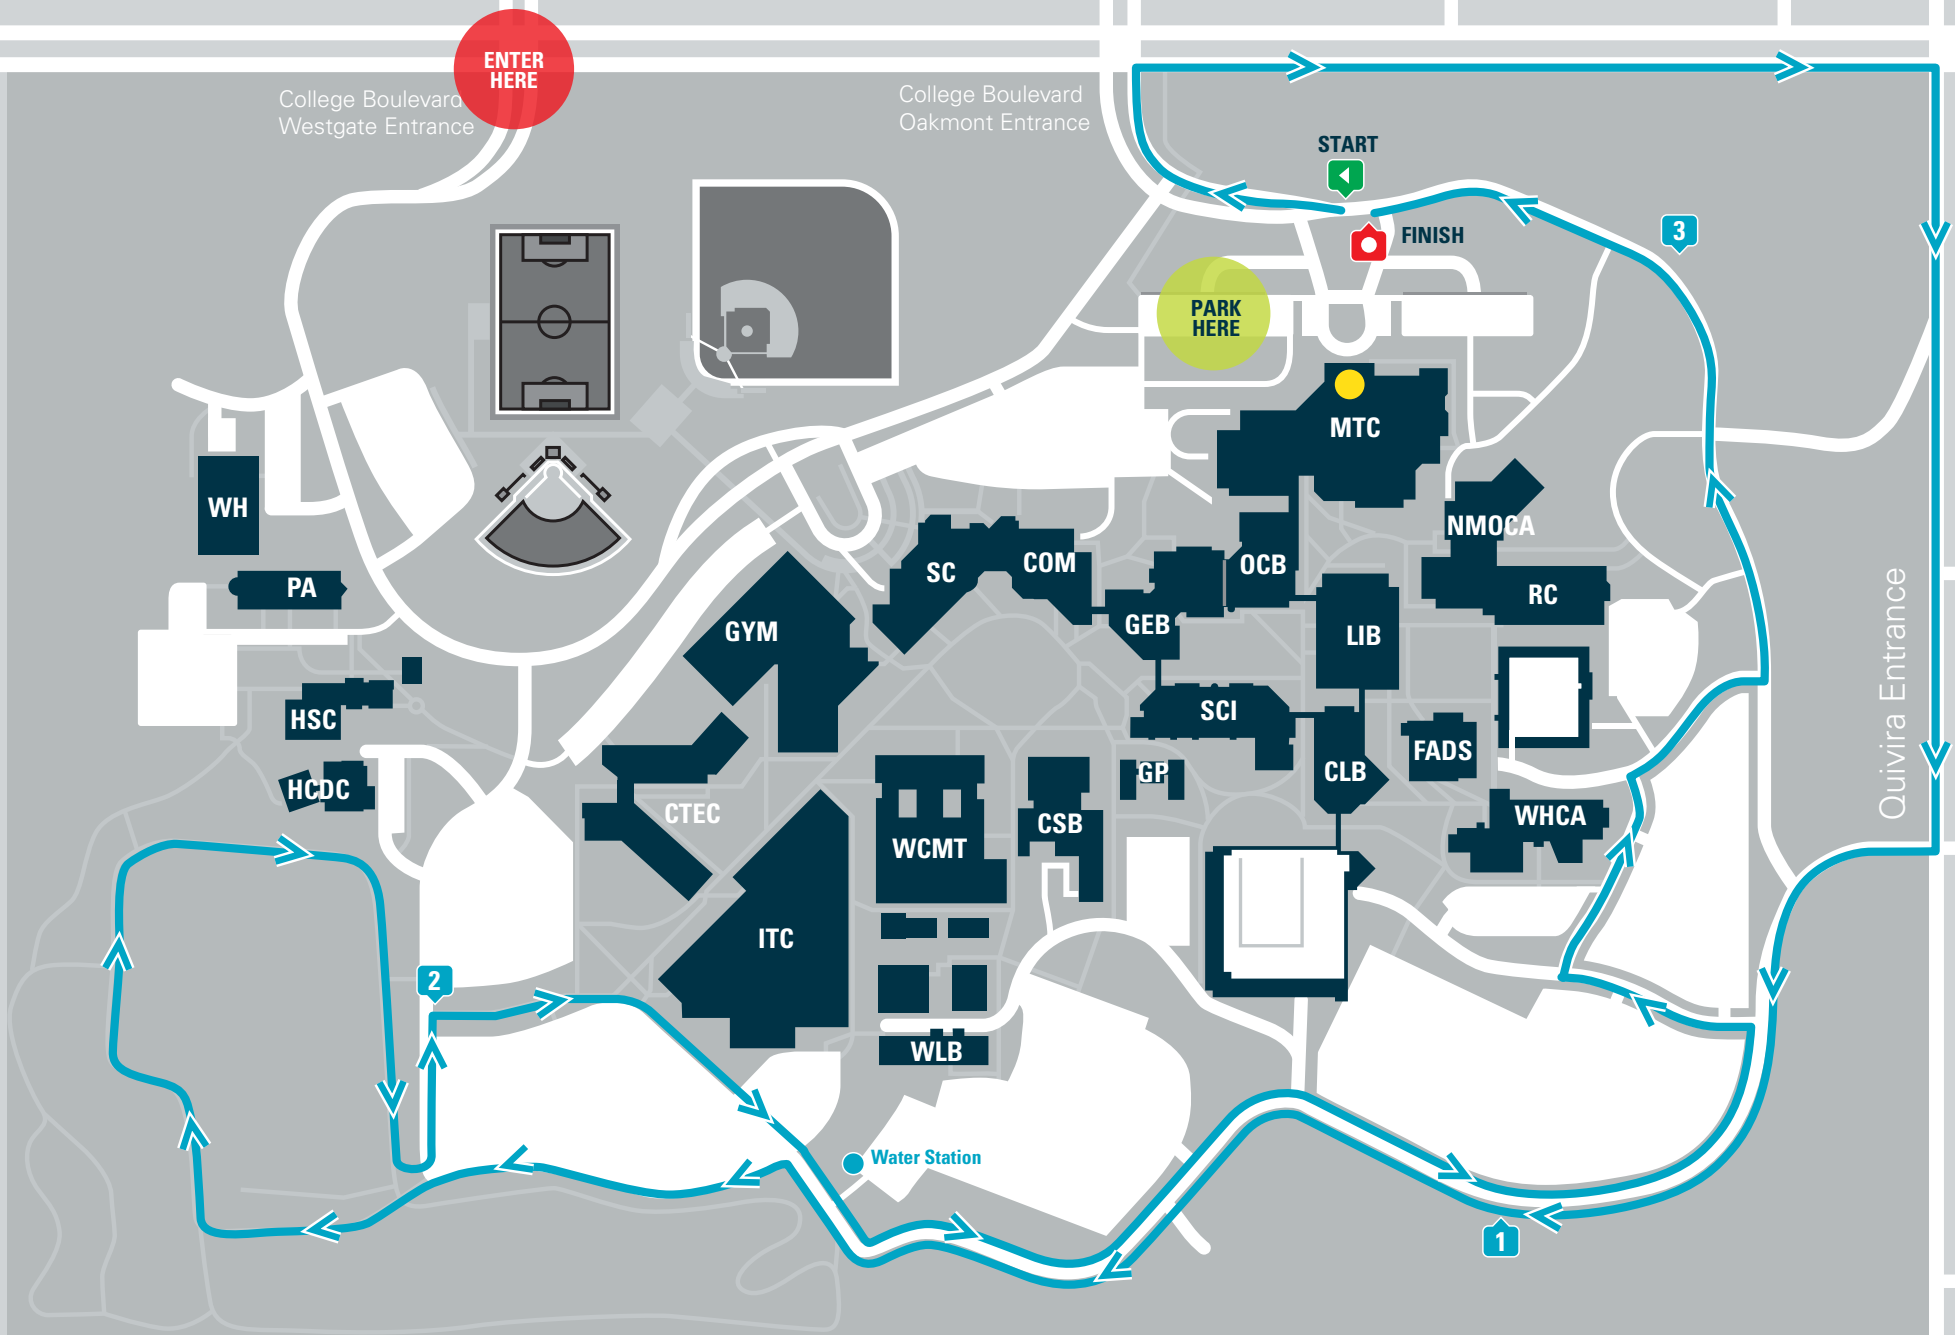 ENTER
HERE
College Boulevard
Westgate Entrance
College Boulevard
Oakmont Entrance
START
FINISH
3
PARK
HERE
MTC
WH
NMOCA
PA
SC
COM
OCB
RC
GYM
GEB
LIB
Quivira Entrance
HSC
SCI
FADS
HCDC
CTEC
GP
CLB
WHCA
WCMT
CSB
ITC
2
WLB
Water Station
1